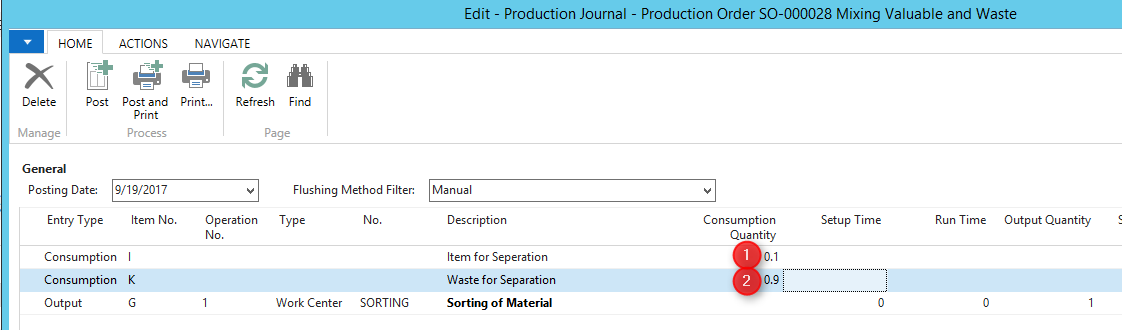 Edit - Production Journal - Production Order SO-000028 Mixing Valuable and Waste
HOME ACTIONS NAVIGATE
Delete Post Post and Print Print... Refresh Find
Manage Process Page
General
Posting Date: 9/19/2017 Flushing Method Filter: Manual
Entry Type Item No. Operation No. Type No. Description Consumption Quantity Setup Time Run Time Output Quantity
Consumption I Item for Seperation 1 0.1
Consumption K Waste for Separation 2 0.9
Output G 1 Work Center SORTING Sorting of Material 0 0 1